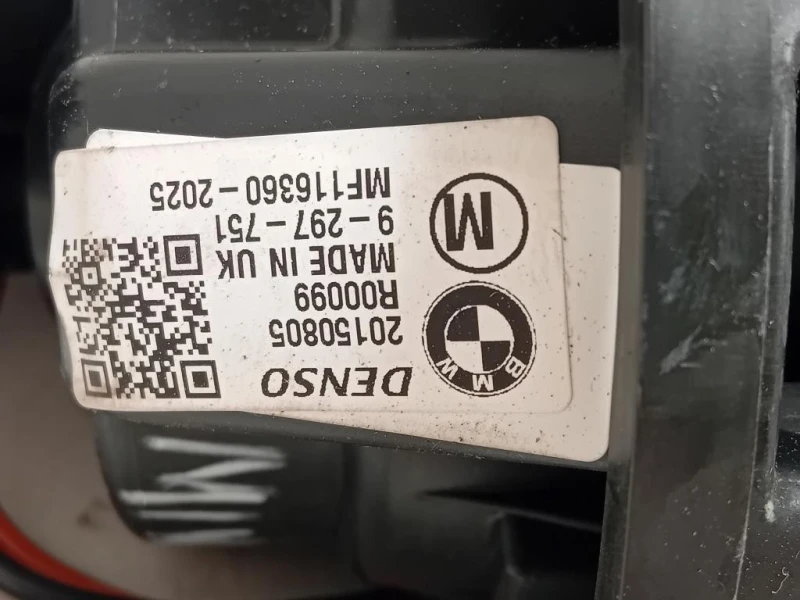 DENSO
20150805
R00099
MADE IN UK
9-297-751
MF116360-2025
BMW
M